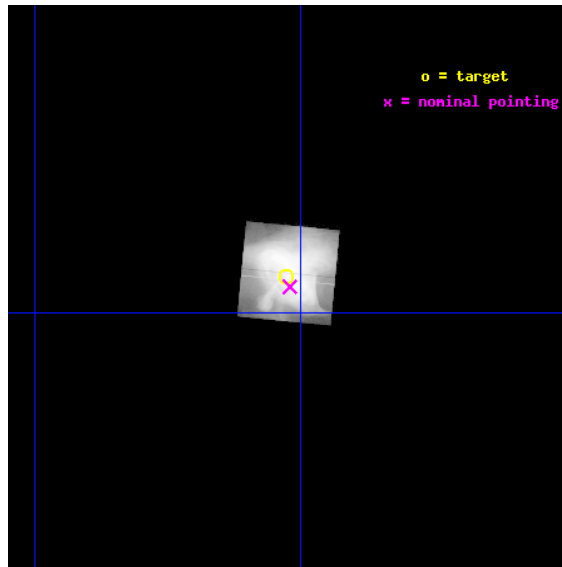 o = target
x = nominal pointing